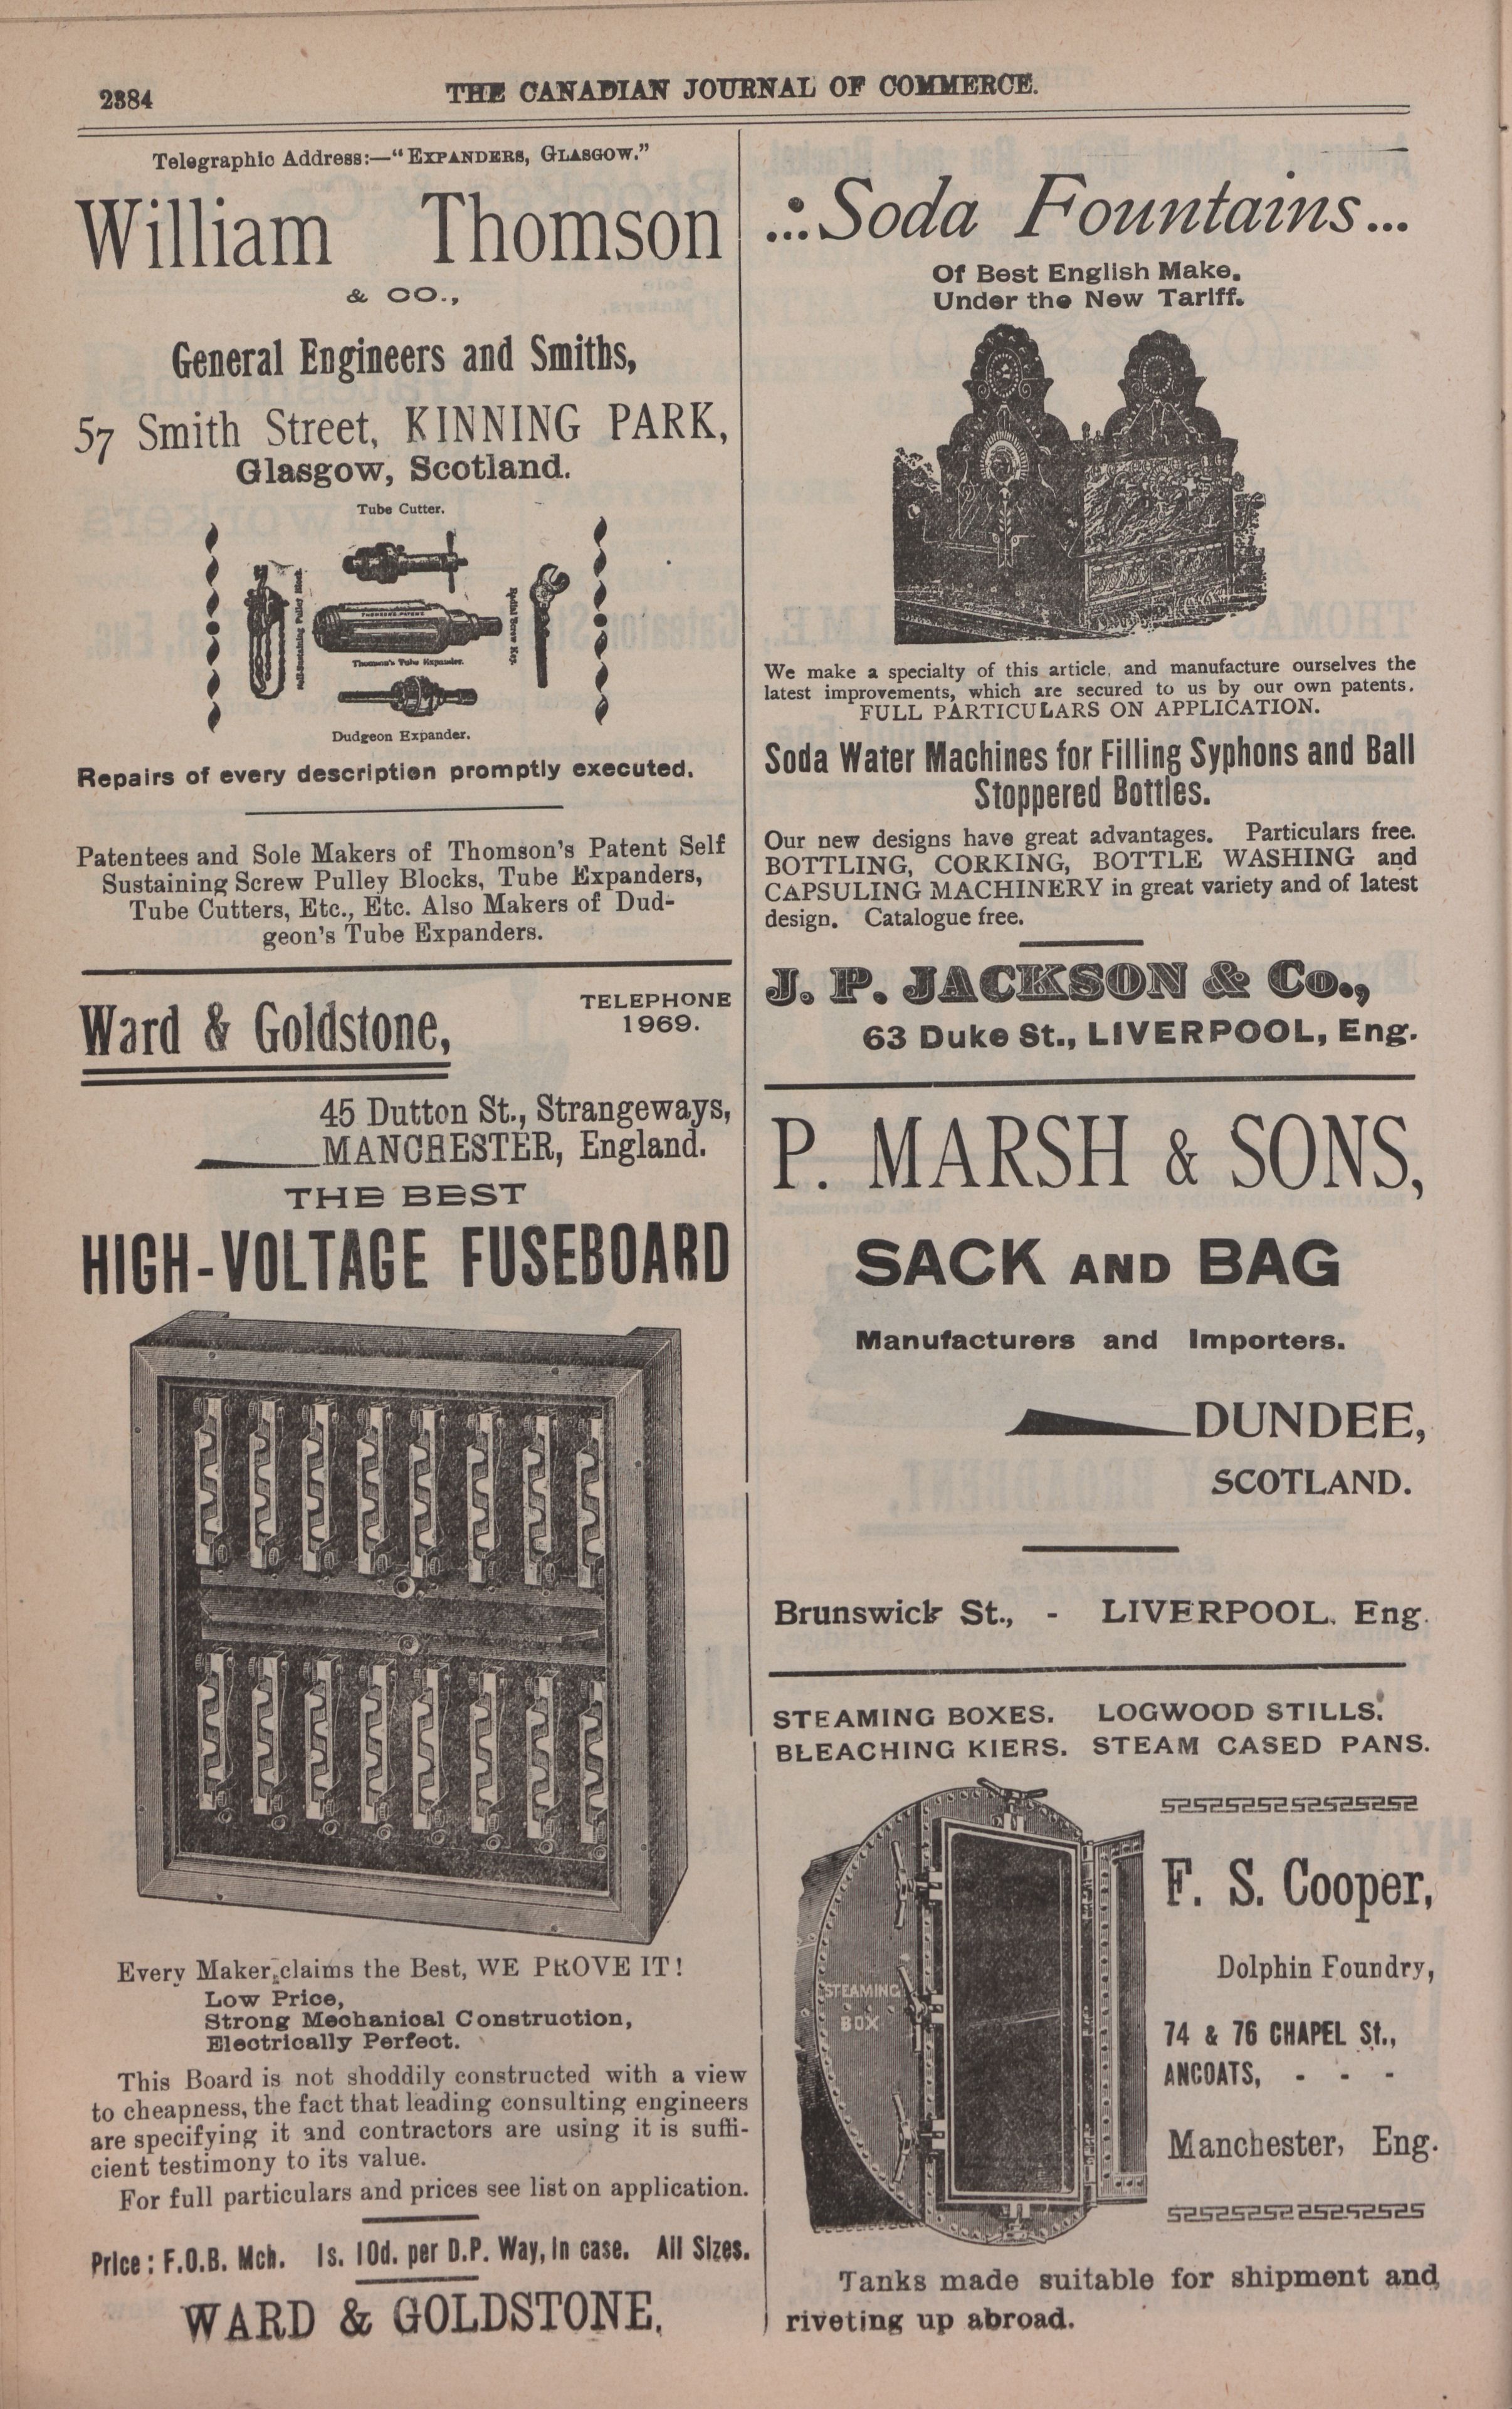 2384
THE CANADIAN JOURNAL OF COMMERCE.
Telegraphic Address:—"EXPANDERS, GLASGOW."
William Thomson
& CO.,
General Engineers and Smiths,
57 Smith Street, KINNING PARK,
Glasgow, Scotland.
Tube Cutter.
Self-Sustaining Pulley Block.
THOMSON'S PATENT
Thomson's Tube Expander.
Spiral Screw Key.
Dudgeon Expander.
Repairs of every description promptly executed.
Patentees and Sole Makers of Thomson's Patent Self
Sustaining Screw Pulley Blocks, Tube Expanders,
Tube Cutters, Etc., Etc. Also Makers of Dud-
geon's Tube Expanders.
Ward & Goldstone,
TELEPHONE
1969.
45 Dutton St., Strangeways,
MANCHESTER, England.
THE BEST
HIGH-VOLTAGE FUSEBOARD
Every Maker claims the Best, WE PROVE IT!
Low Price,
Strong Mechanical Construction,
Electrically Perfect.
This Board is not shoddily constructed with a view
to cheapness, the fact that leading consulting engineers
are specifying it and contractors are using it is suffi-
cient testimony to its value.
For full particulars and prices see list on application.
Price: F.O.B. Mch. 1s. 10d. per D.P. Way, in case. All Sizes.
WARD & GOLDSTONE,
Soda Fountains...
Of Best English Make.
Under the New Tariff.
We make a specialty of this article, and manufacture ourselves the
latest improvements, which are secured to us by our own patents.
FULL PARTICULARS ON APPLICATION.
Soda Water Machines for Filling Syphons and Ball
Stoppered Bottles.
Our new designs have great advantages. Particulars free.
BOTTLING, CORKING, BOTTLE WASHING and
CAPSULING MACHINERY in great variety and of latest
design. Catalogue free.
J. P. JACKSON & Co.,
63 Duke St., LIVERPOOL, Eng.
P. MARSH & SONS,
SACK AND BAG
Manufacturers and Importers.
DUNDEE,
SCOTLAND.
Brunswick St., - LIVERPOOL. Eng.
STEAMING BOXES. LOGWOOD STILLS.
BLEACHING KIERS. STEAM CASED PANS.
STEAMING
BOX
F. S. Cooper,
Dolphin Foundry,
74 & 76 CHAPEL St.,
ANCOATS, - - -
Manchester, Eng.
Tanks made suitable for shipment and
riveting up abroad.